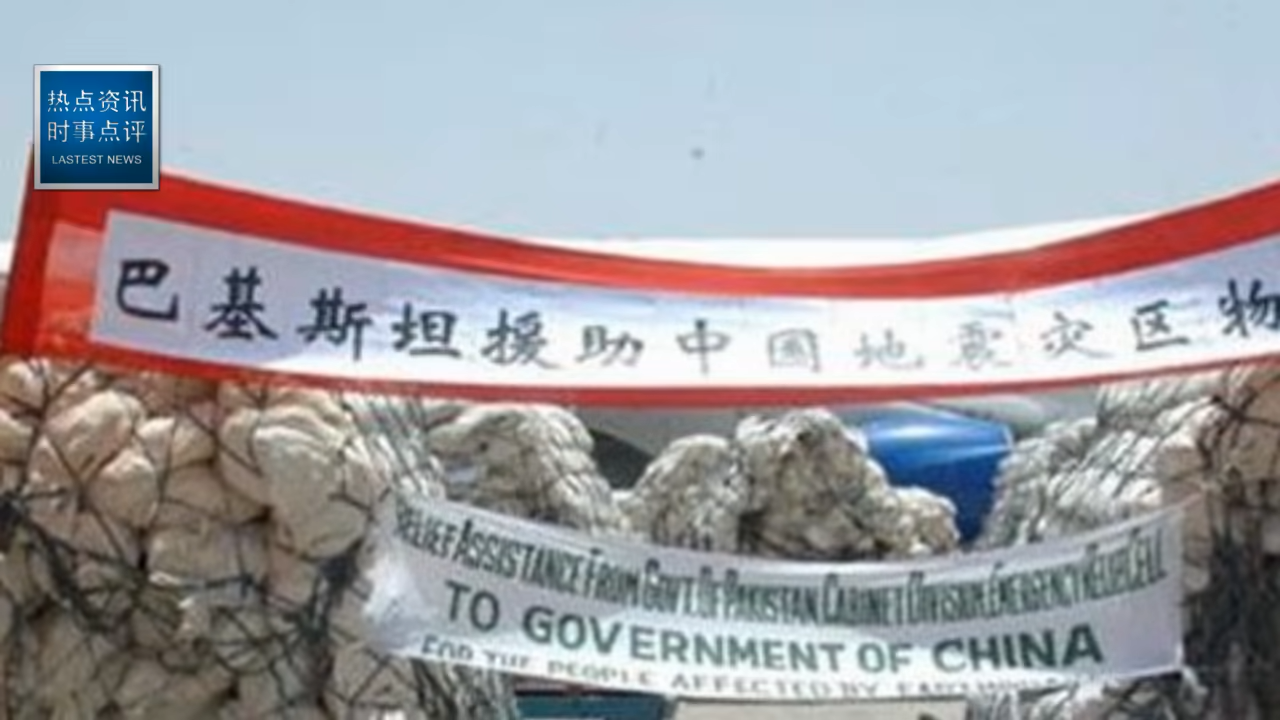 热点资讯
时事点评
LASTEST NEWS
巴基斯坦援助中国地震灾区物
RELIEF ASSISTANCE FROM GOVT. OF PAKISTAN CABINET DIVISION EMERGENCY RELIEF CELL
TO GOVERNMENT OF CHINA
FOR THE PEOPLE AFFECTED BY